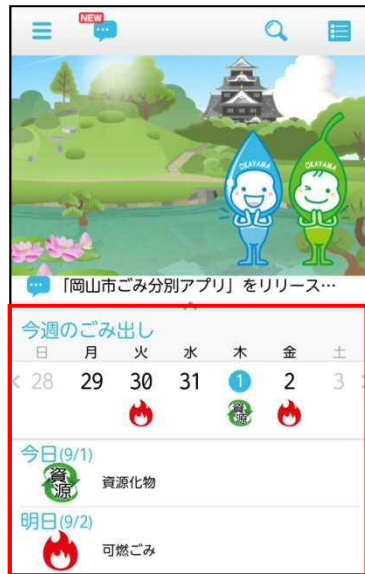 NEW
OKAYAMA
OKAYAMA
「岡山市ごみ分別アプリ」をリリース…
今週のごみ出し
日 月 火 水 木 金 土
28 29 30 31 1 2 3
資源
今日(9/1)
資源 資源化物
明日(9/2)
可燃ごみ